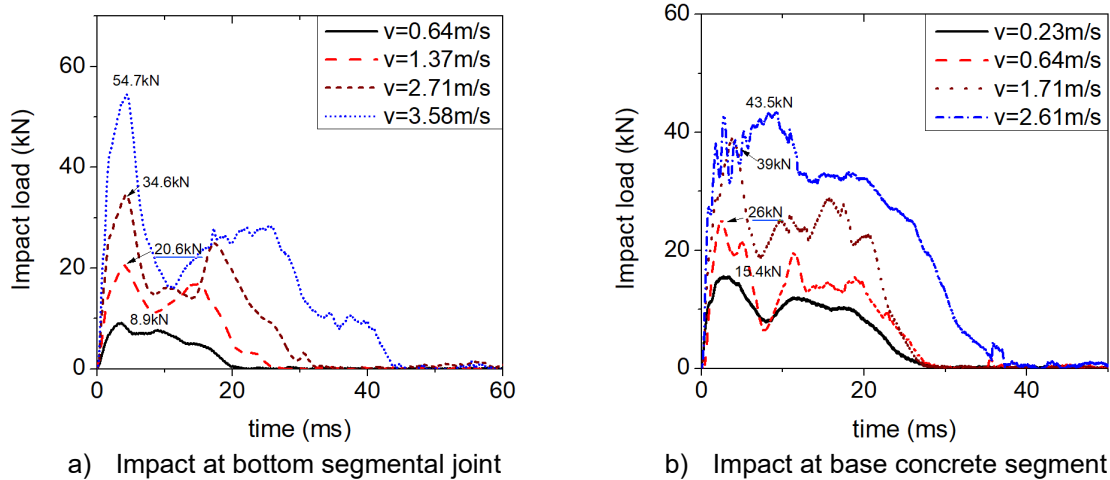 Impact load (kN)
60
40
20
0
54.7kN
34.6kN
20.6kN
8.9kN
v=0.64m/s
v=1.37m/s
v=2.71m/s
v=3.58m/s
0 20 40 60
time (ms)
a) Impact at bottom segmental joint
Impact load (kN)
60
40
20
0
43.5kN
39kN
26kN
15.4kN
v=0.23m/s
v=0.64m/s
v=1.71m/s
v=2.61m/s
0 20 40
time (ms)
b) Impact at base concrete segment